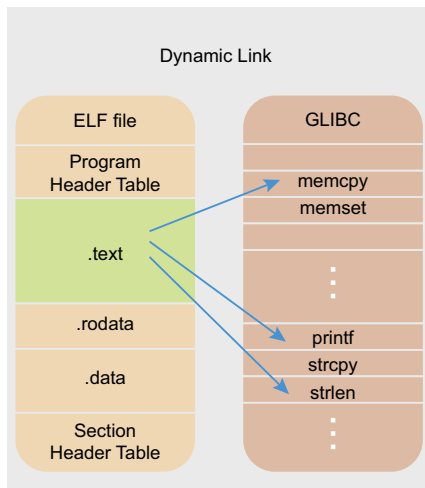 Dynamic Link
ELF file
Program
Header Table
.text
.rodata
.data
Section
Header Table
GLIBC
memcpy
memset
printf
strcpy
strlen